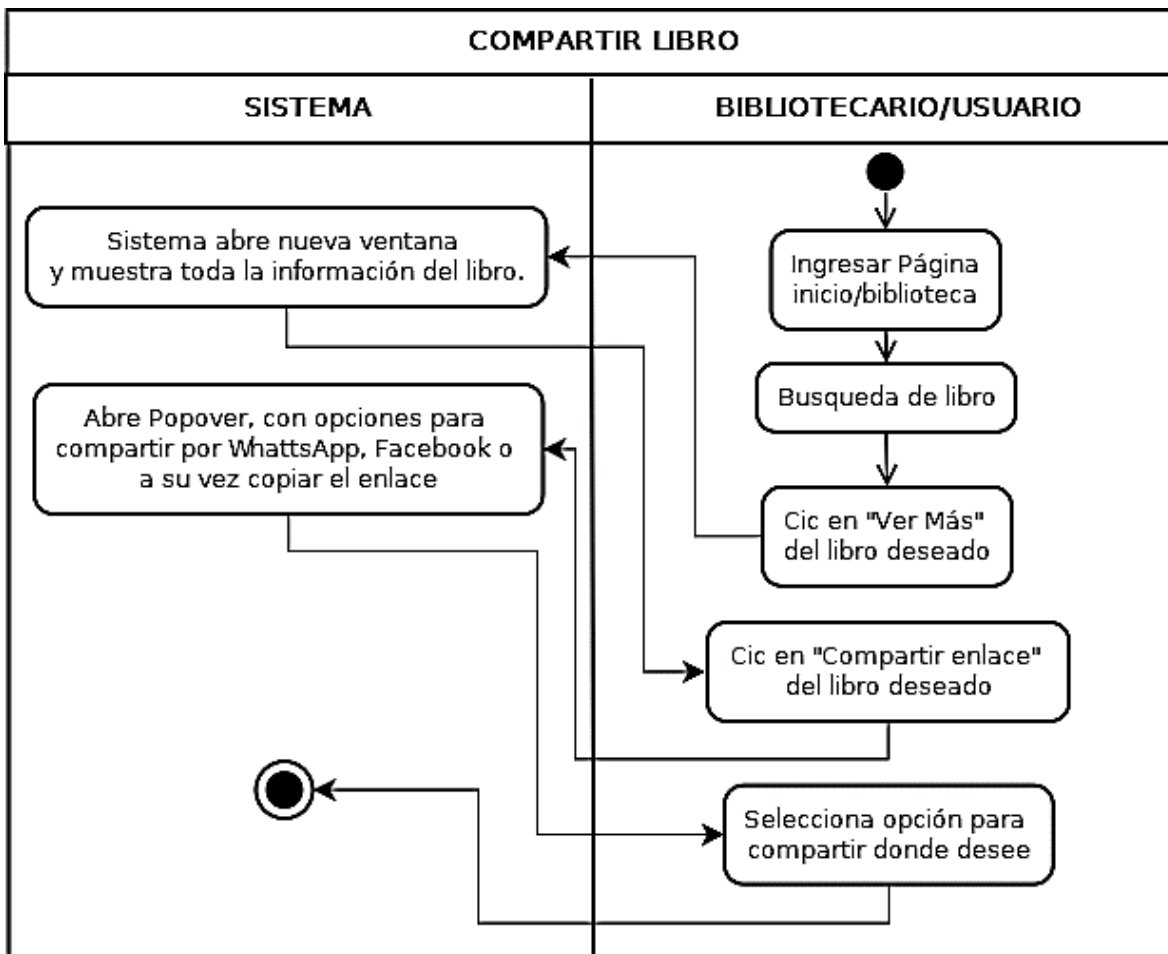 COMPARTIR LIBRO
SISTEMA
BIBLIOTECARIO/USUARIO
Ingresar Página
inicio/biblioteca
Busqueda de libro
Cic en "Ver Más"
del libro deseado
Sistema abre nueva ventana
y muestra toda la información del libro.
Cic en "Compartir enlace"
del libro deseado
Abre Popover, con opciones para
compartir por WhattsApp, Facebook o
a su vez copiar el enlace
Selecciona opción para
compartir donde desee